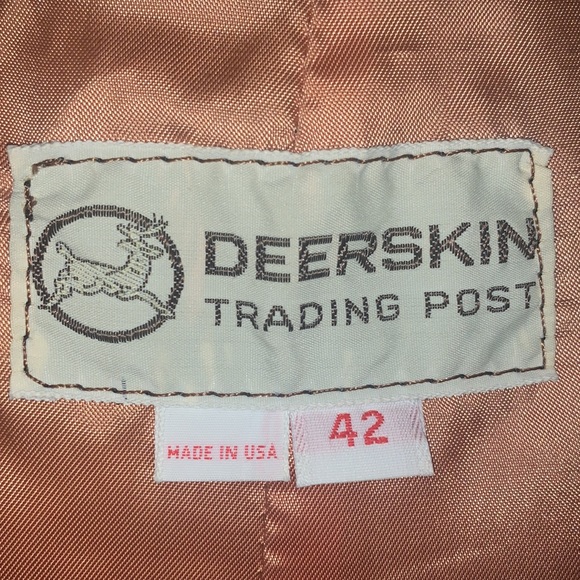 DEERSKIN
TRADING POST
MADE IN USA
42